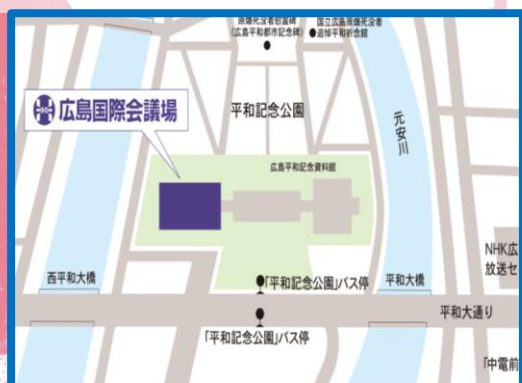 原爆死没者慰霊碑
(広島平和都市記念碑)
国立広島原爆死没者
追悼平和祈念館
広島国際会議場
平和記念公園
元安川
広島平和記念資料館
NHK広
放送セ
西平和大橋
「平和記念公園」バス停
平和大橋
平和大通り
「平和記念公園」バス停
「中電前